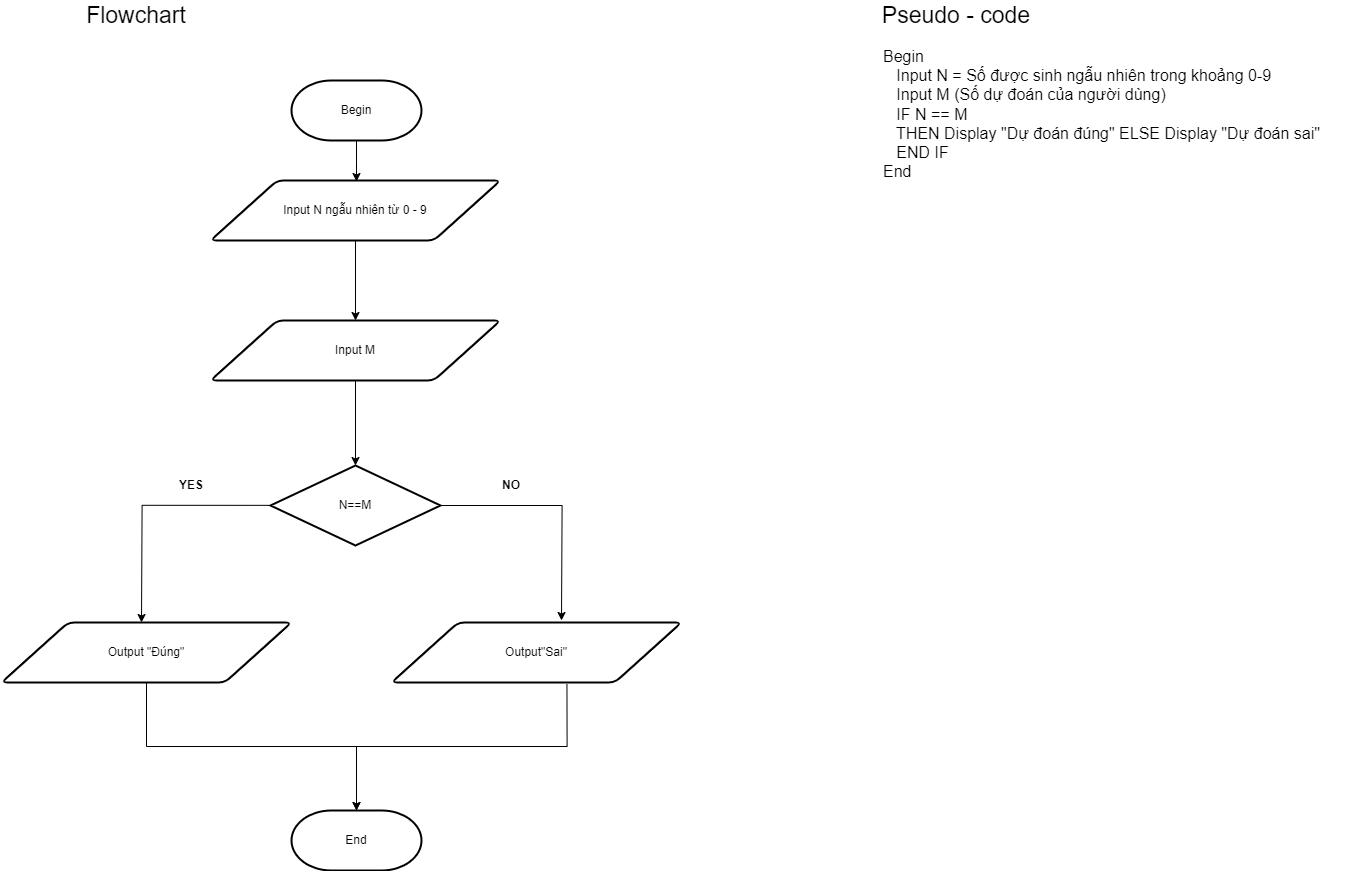 Flowchart
Begin
Input N ngẫu nhiên từ 0 - 9
Input M
N==M
YES
NO
Output "Đúng"
Output"Sai"
End
Pseudo - code
Begin
Input N = Số được sinh ngẫu nhiên trong khoảng 0-9
Input M (Số dự đoán của người dùng)
IF N == M
THEN Display "Dự đoán đúng" ELSE Display "Dự đoán sai"
END IF
End